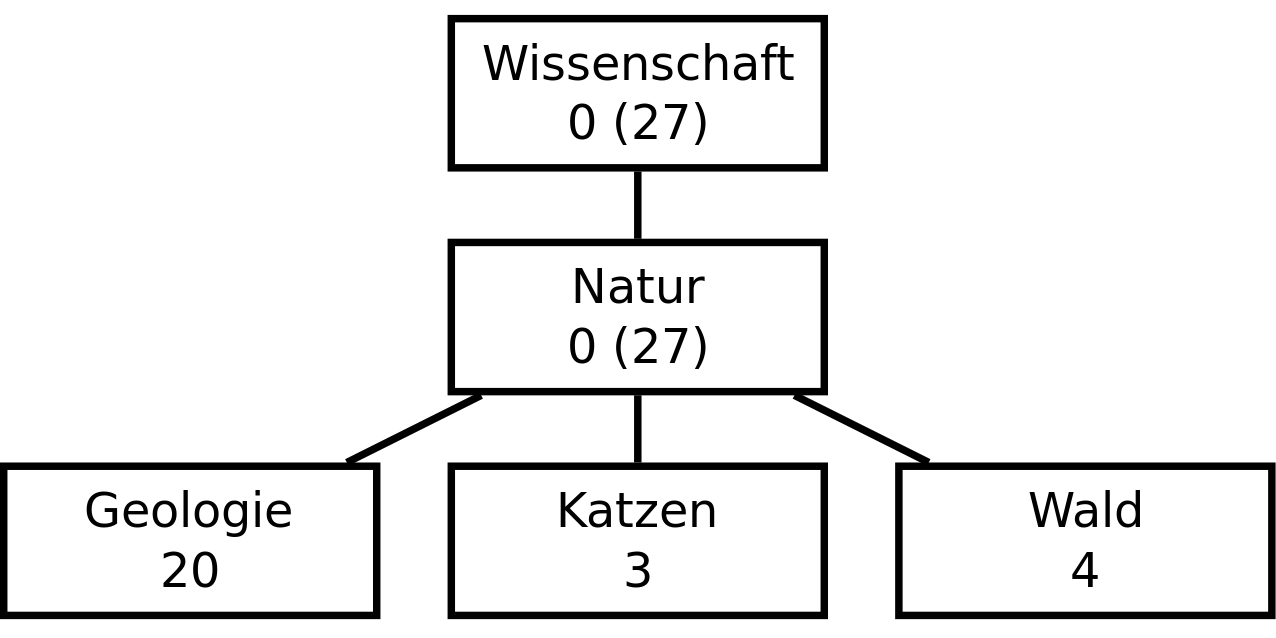 Wissenschaft
0 (27)
Natur
0 (27)
Geologie
20
Katzen
3
Wald
4